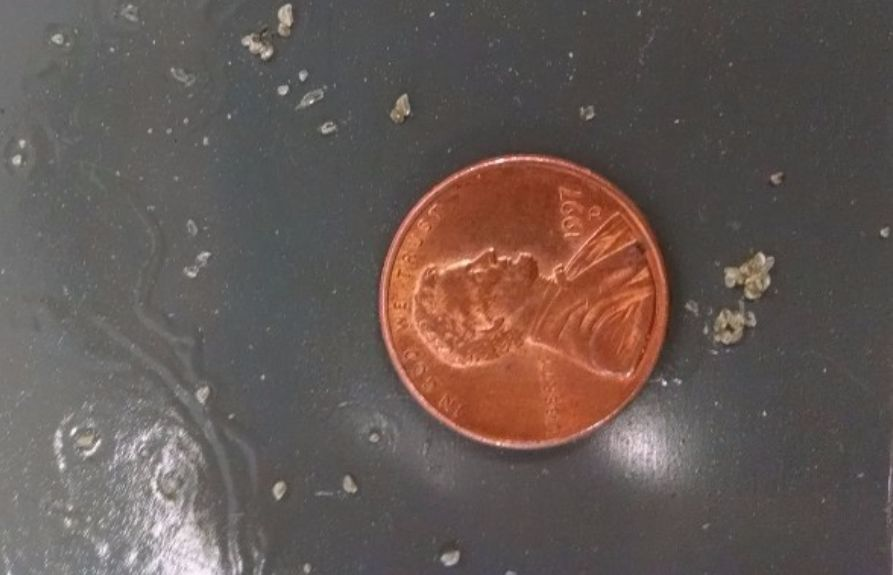 IN GOD WE TRUST
LIBERTY
1997
D